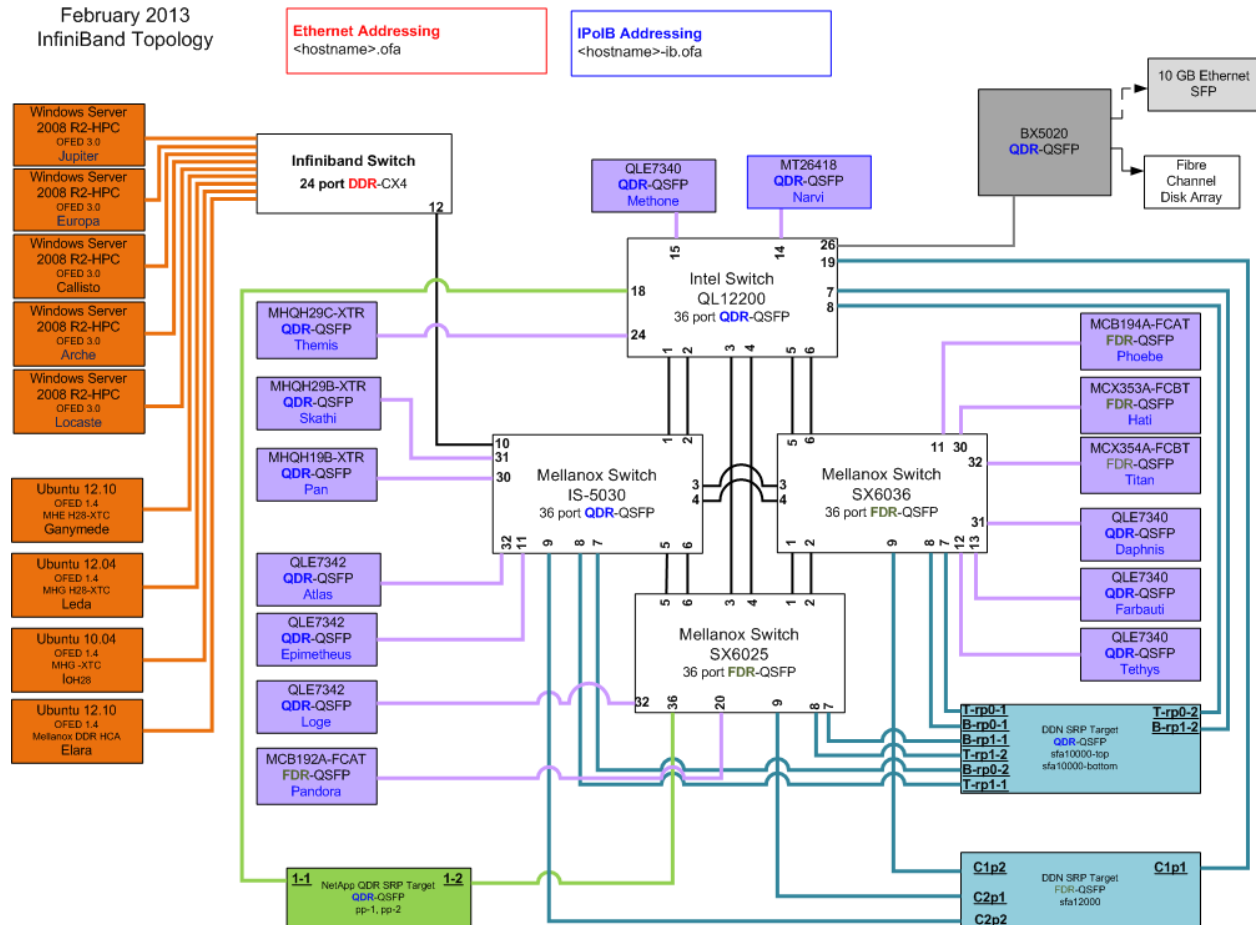 February 2013
InfiniBand Topology
Ethernet Addressing
<hostname>.ofa
IPoIB Addressing
<hostname>-ib.ofa
10 GB Ethernet
SFP
BX5020
QDR-QSFP
Fibre
Channel
Disk Array
Windows Server
2008 R2-HPC
OFED 3.0
Jupiter
Windows Server
2008 R2-HPC
OFED 3.0
Europa
Windows Server
2008 R2-HPC
OFED 3.0
Callisto
Windows Server
2008 R2-HPC
OFED 3.0
Arche
Windows Server
2008 R2-HPC
OFED 3.0
Locaste
Ubuntu 12.10
OFED 1.4
MHE H28-XTC
Ganymede
Ubuntu 12.04
OFED 1.4
MHG H28-XTC
Leda
Ubuntu 10.04
OFED 1.4
MHG -XTC
IoH28
Ubuntu 12.10
OFED 1.4
Mellanox DDR HCA
Elara
Infiniband Switch
24 port DDR-CX4
12
QLE7340
QDR-QSFP
Methone
MT26418
QDR-QSFP
Narvi
15
14
26
19
18
7
8
24
Intel Switch
QL12200
36 port QDR-QSFP
1
2
3
4
5
6
MHQH29C-XTR
QDR-QSFP
Themis
MHQH29B-XTR
QDR-QSFP
Skathi
MHQH19B-XTR
QDR-QSFP
Pan
QLE7342
QDR-QSFP
Atlas
QLE7342
QDR-QSFP
Epimetheus
QLE7342
QDR-QSFP
Loge
MCB192A-FCAT
FDR-QSFP
Pandora
1
2
10
31
30
Mellanox Switch
IS-5030
36 port QDR-QSFP
3
4
32
11
9
8
7
5
6
5
6
11
30
32
3
4
Mellanox Switch
SX6036
36 port FDR-QSFP
31
1
2
9
8
7
12
13
MCB194A-FCAT
FDR-QSFP
Phoebe
MCX353A-FCBT
FDR-QSFP
Hati
MCX354A-FCBT
FDR-QSFP
Titan
QLE7340
QDR-QSFP
Daphnis
QLE7340
QDR-QSFP
Farbauti
QLE7340
QDR-QSFP
Tethys
5
6
3
4
1
2
Mellanox Switch
SX6025
36 port FDR-QSFP
32
36
20
9
8
7
T-rp0-1
B-rp0-1
B-rp1-1
T-rp1-2
B-rp0-2
T-rp1-1
DDN SRP Target
QDR-QSFP
sfa10000-top
sfa10000-bottom
T-rp0-2
B-rp1-2
1-1
NetApp QDR SRP Target
QDR-QSFP
pp-1, pp-2
1-2
C1p2
C2p1
C2p2
DDN SRP Target
FDR-QSFP
sfa12000
C1p1